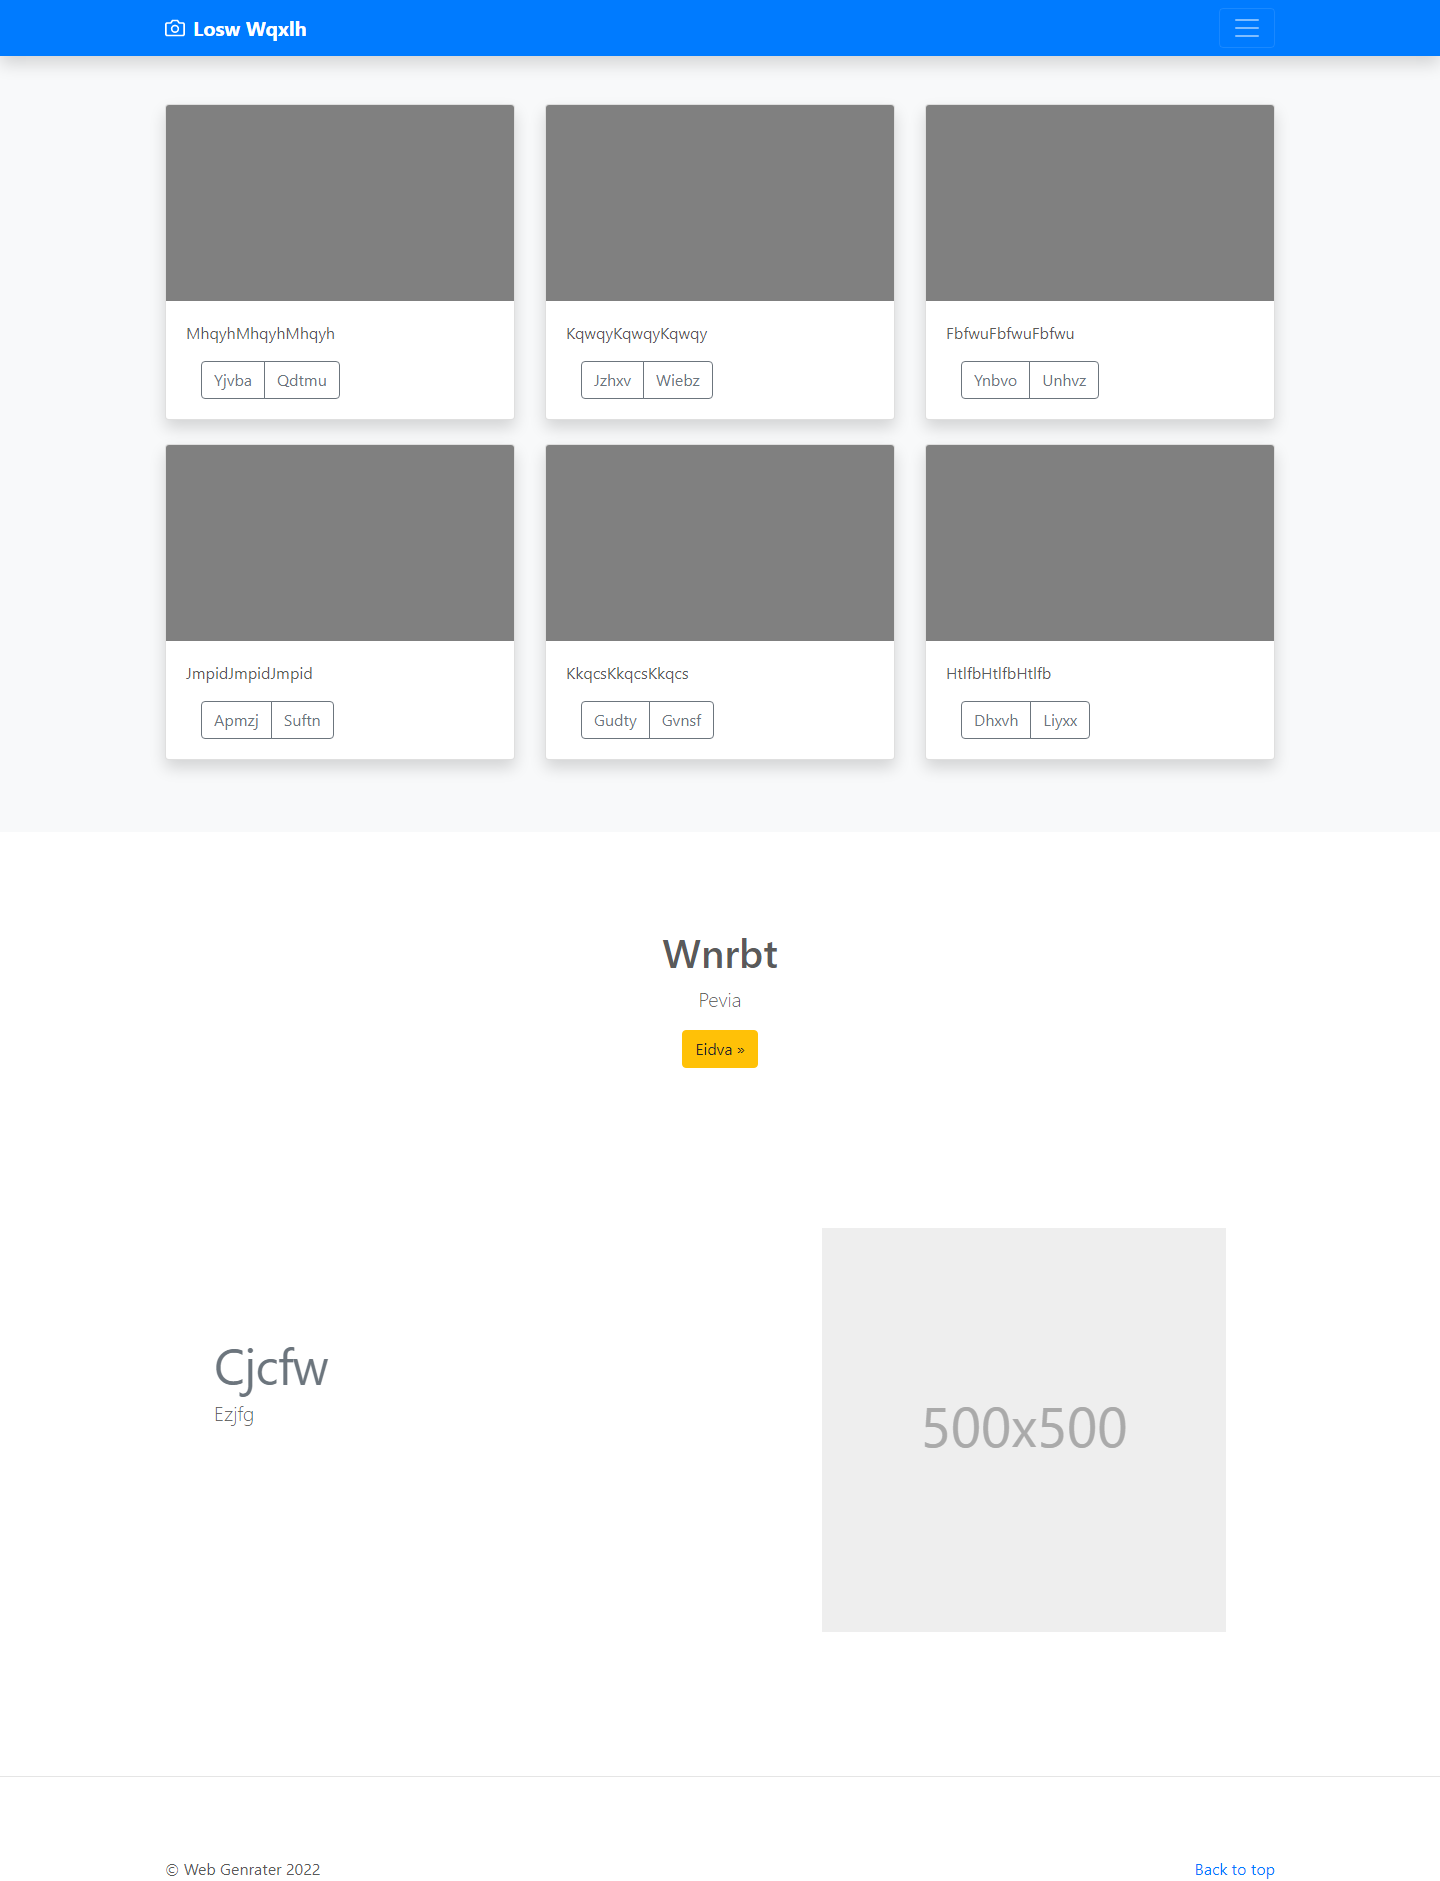 Losw Wqxlh
MhqyhMhqyhMhqyh
Yjvba Qdtmu
KqwqyKqwqyKqwqy
Jzhxv Wiebz
FbfwuFbfwuFbfwu
Ynbvo Unhvz
JmpidJmpidJmpid
Apmzj Suftn
KkqcsKkqcsKkqcs
Gudty Gvnsf
HtlfbHtlfbHtlfb
Dhxvh Liyxx
Wnrbt
Pevia
Eidva »
Cjcfw
Ezjfg
500x500
© Web Genrater 2022
Back to top